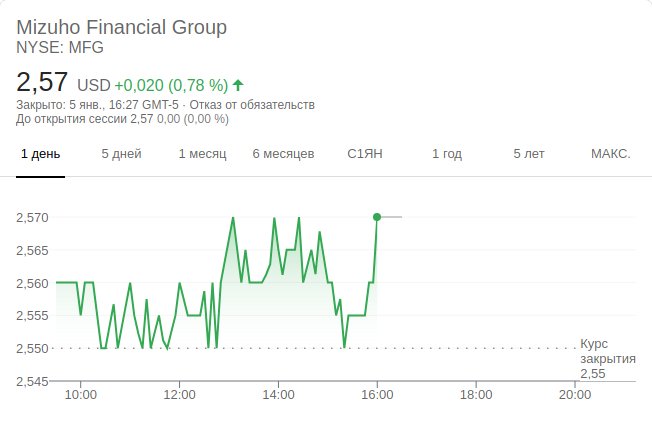 Mizuho Financial Group
NYSE: MFG
2,57 USD +0,020 (0,78 %)
Закрыто: 5 янв., 16:27 GMT-5 · Отказ от обязательств
До открытия сессии 2,57 0,00 (0,00 %)
1 день 5 дней 1 месяц 6 месяцев С1ЯН 1 год 5 лет МАКС.
2,570
2,565
2,560
2,555
2,550
Курс
закрытия
2,55
2,545
10:00 12:00 14:00 16:00 18:00 20:00